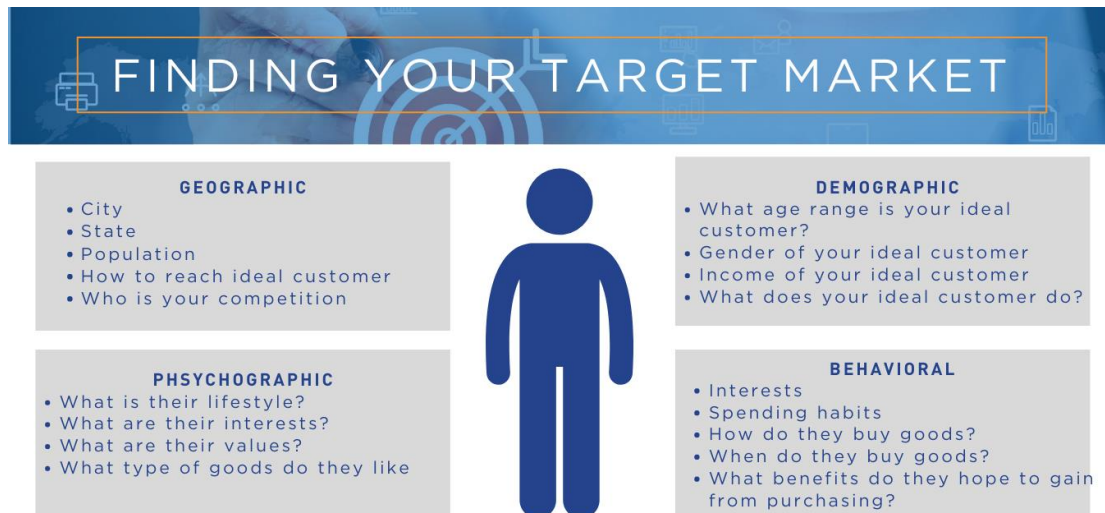 FINDING YOUR TARGET MARKET
GEOGRAPHIC
• City
• State
• Population
• How to reach ideal customer
• Who is your competition
DEMOGRAPHIC
• What age range is your ideal
customer?
• Gender of your ideal customer
• Income of your ideal customer
• What does your ideal customer do?
PHSYCHOGRAPHIC
• What is their lifestyle?
• What are their interests?
• What are their values?
• What type of goods do they like
BEHAVIORAL
• Interests
• Spending habits
• How do they buy goods?
• When do they buy goods?
• What benefits do they hope to gain
from purchasing?